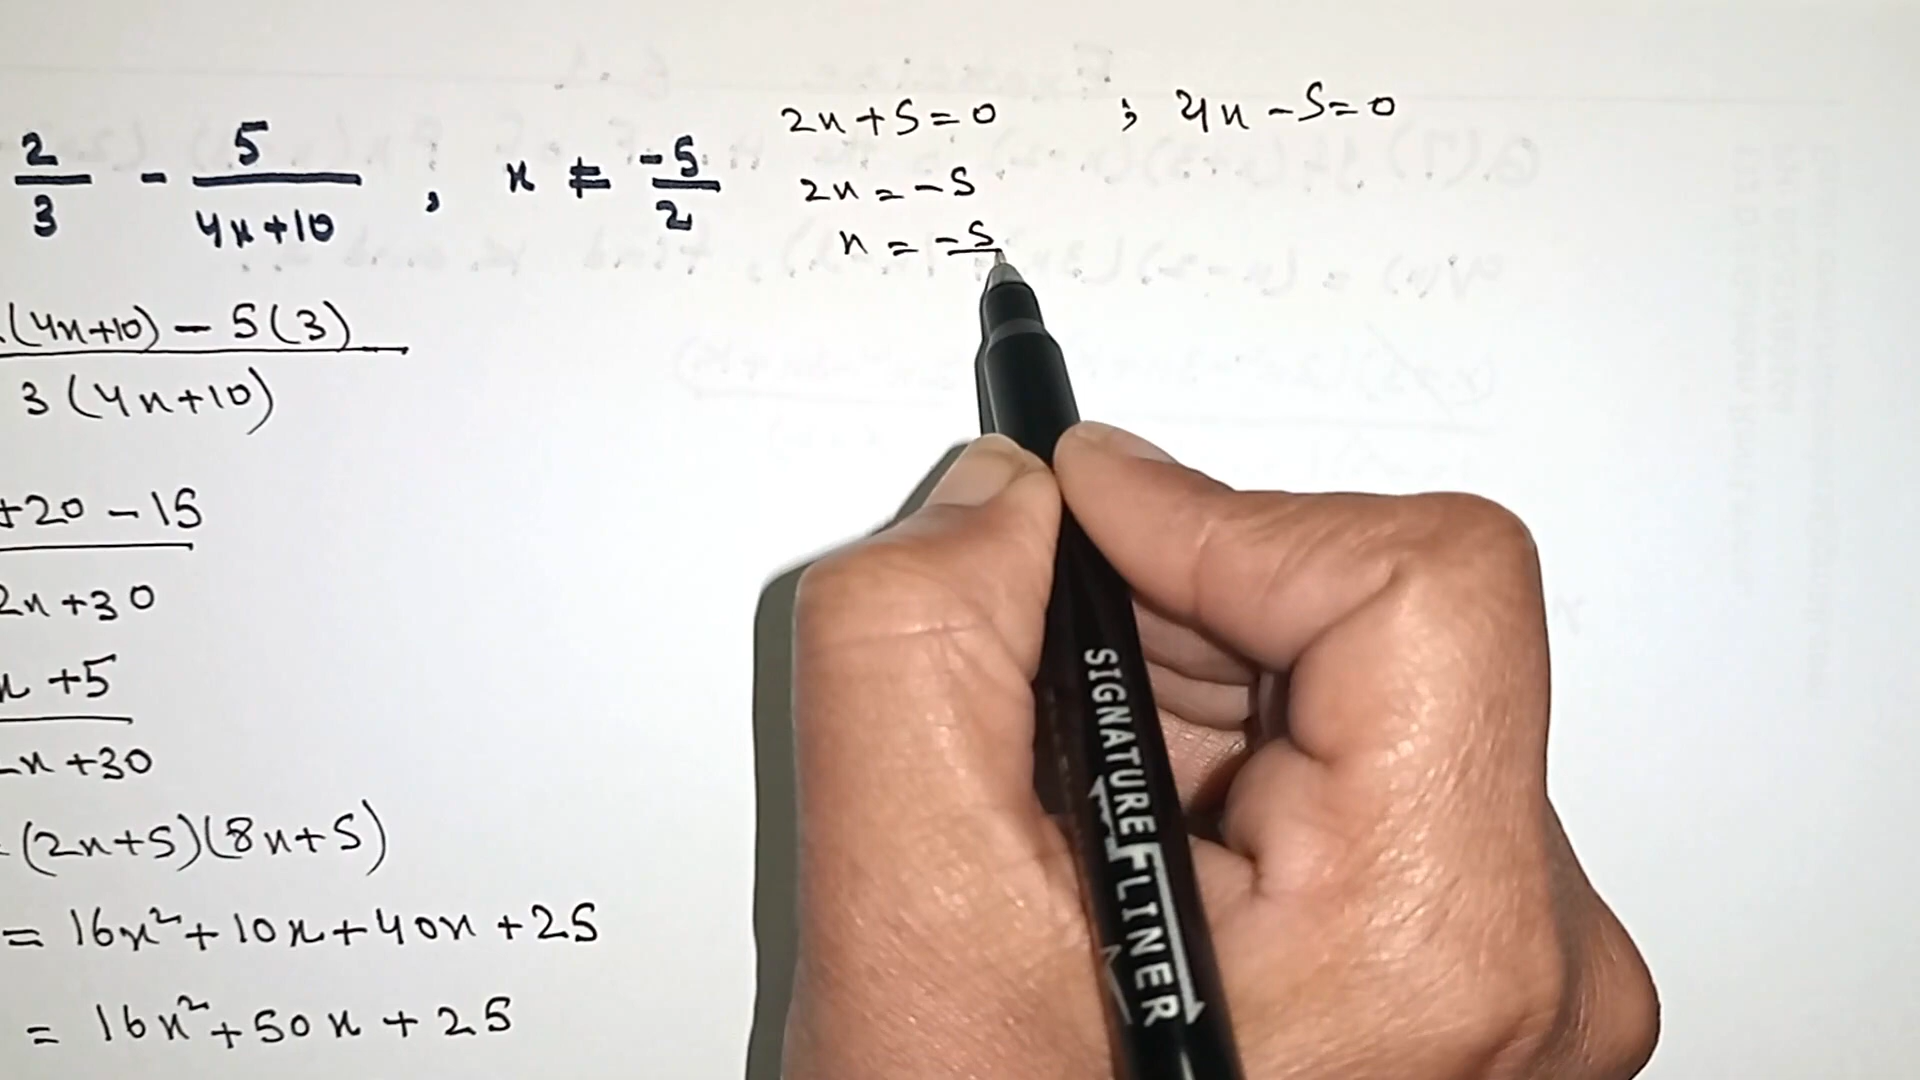 2/3 - 5/(4x+10) , x ≠ -5/2
2x+5=0 ; 4x-5=0
2x = -5
x = -5
(4x+10) - 5(3)
3(4x+10)
+20-15
2x+30
x+5
x+30
(2x+5)(8x+5)
= 16x²+10x+40x+25
= 16x²+50x+25
SIGNATURE FLINER